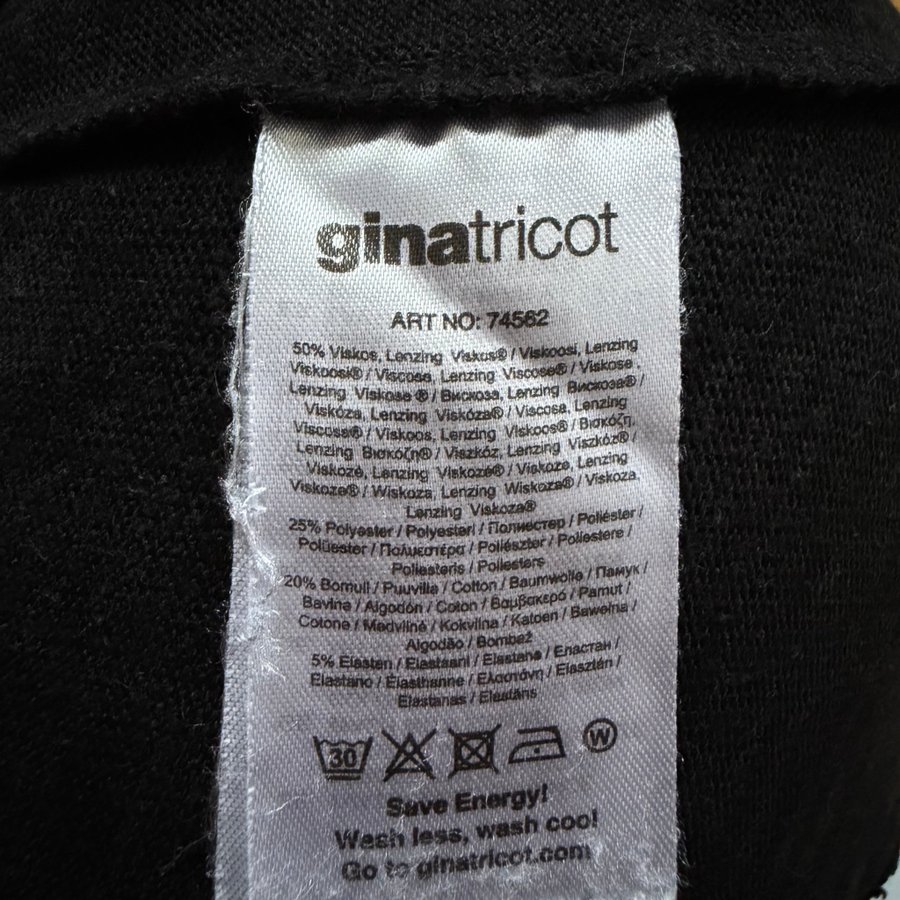 ginatricot
ART NO: 74562
50% Viskos, Lenzing Viskos® / Viskoosi, Lenzing
Viskoosi® / Viscose, Lenzing Viscose® / Viskose,
Lenzing Viskose ® / Вискоза, Lenzing Вискоза® /
Viskóza, Lenzing Viskóza® / Viscosa, Lenzing
Viscosa® / Viskoos, Lenzing Viskoos® / Βισκόζη,
Lenzing Βισκόζη® / Viszkóz, Lenzing Viszkóz® /
Viskozė, Lenzing Viskozė® / Viskoze, Lenzing
Viskoze® / Wiskoza, Lenzing Wiskoza® / Viskoza,
Lenzing Viskoza®
25% Polyester / Polyesteri / Полиестер / Poliéster /
Polüester / Πολυεστέρα / Poliészter / Poliestere /
Poliesteris / Poliesters
20% Bomull / Puuvilla / Cotton / Baumwolle / Памук /
Bavlna / Algodón / Coton / Βαμβακερό / Pamut /
Cotone / Medvilnė / Kokvilna / Katoen / Bawełna /
Algodão / Bombaž
5% Elastan / Elastaani / Elastane / Еластан /
Elastano / Élasthanne / Ελαστάνη / Elasztán /
Elastanas / Elastāns
30
W
Save Energy!
Wash less, wash cool
Go to ginatricot.com